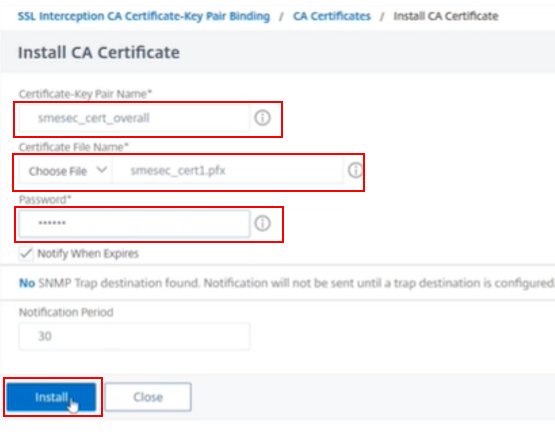 SSL Interception CA Certificate-Key Pair Binding / CA Certificates / Install CA Certificate
Install CA Certificate
Certificate-Key Pair Name*
smesec_cert_overall
Certificate File Name*
Choose File smesec_cert1.pfx
Password*
••••••
Notify When Expires
No SNMP Trap destination found. Notification will not be sent until a trap destination is configured.
Notification Period
30
Install Close